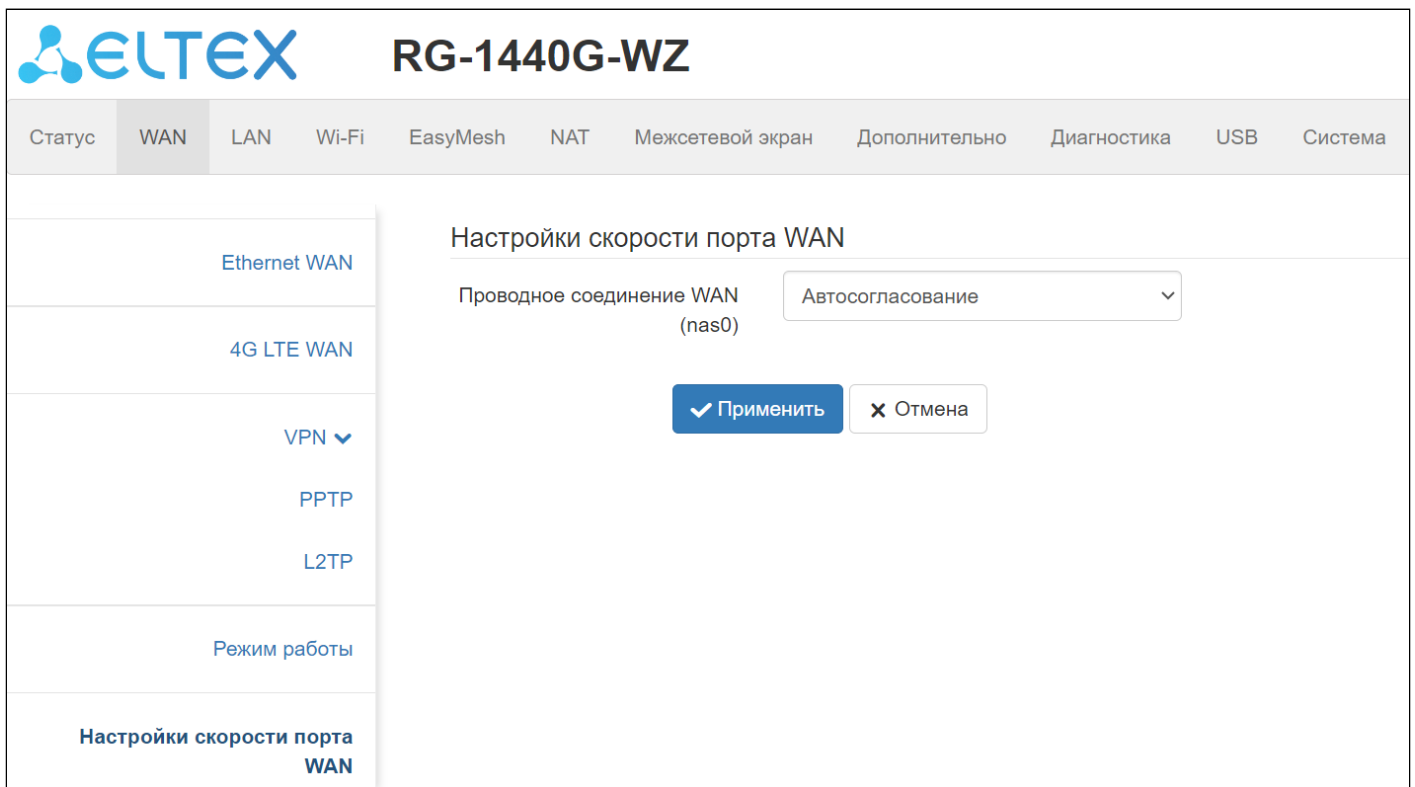 ELTEX RG-1440G-WZ
Статус WAN LAN Wi-Fi EasyMesh NAT Межсетевой экран Дополнительно Диагностика USB Система
Ethernet WAN
4G LTE WAN
VPN
PPTP
L2TP
Режим работы
Настройки скорости порта
WAN
Настройки скорости порта WAN
Проводное соединение WAN
(nas0)
Автосогласование
Применить Отмена